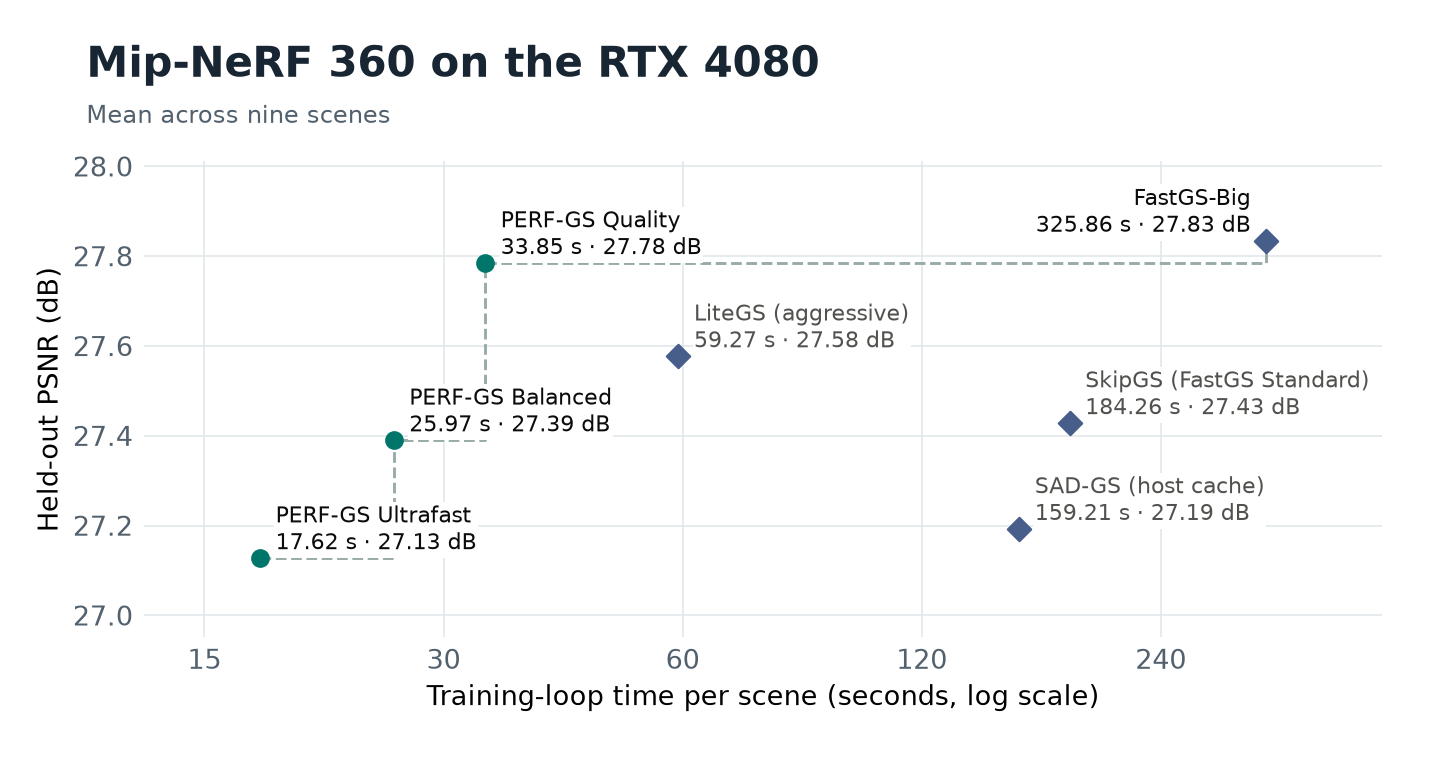 Mip-NeRF 360 on the RTX 4080
Mean across nine scenes
28.0
27.8
27.6
27.4
27.2
27.0
Held-out PSNR (dB)
FastGS-Big
325.86 s · 27.83 dB
PERF-GS Quality
33.85 s · 27.78 dB
LiteGS (aggressive)
59.27 s · 27.58 dB
SkipGS (FastGS Standard)
184.26 s · 27.43 dB
PERF-GS Balanced
25.97 s · 27.39 dB
SAD-GS (host cache)
159.21 s · 27.19 dB
PERF-GS Ultrafast
17.62 s · 27.13 dB
15
30
60
120
240
Training-loop time per scene (seconds, log scale)